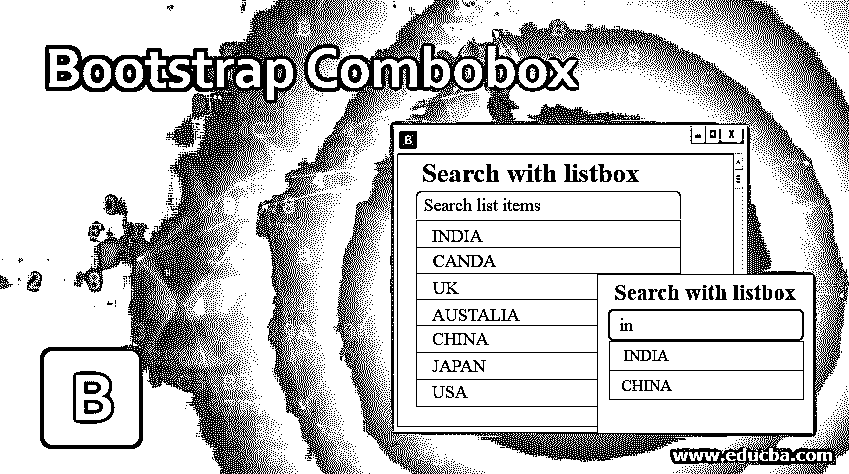 Bootstrap Combobox
B
X
Search with listbox
Search list items
INDIA
CANDA
UK
AUSTALIA
CHINA
JAPAN
USA
Search with listbox
in
INDIA
CHINA
B
www.educba.com